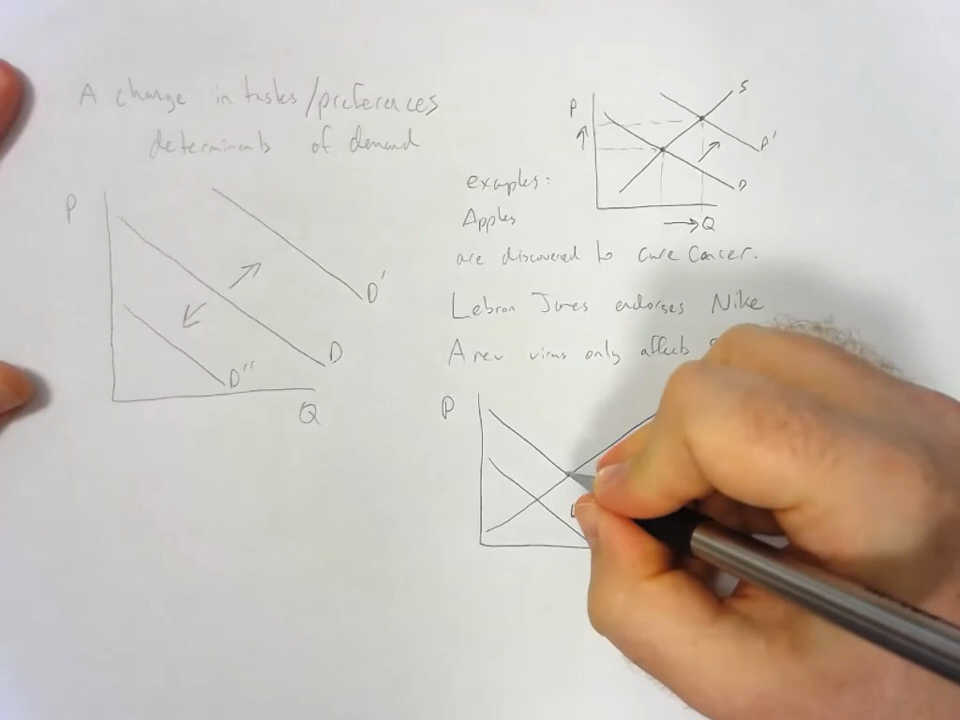 A change in tastes/preferences
determinants of demand
P
D'
D
D"
Q
P
S
D'
D
Q
examples:
Apples
are discovered to cure cancer.
Lebron James endorses Nike
A new virus only affects
P